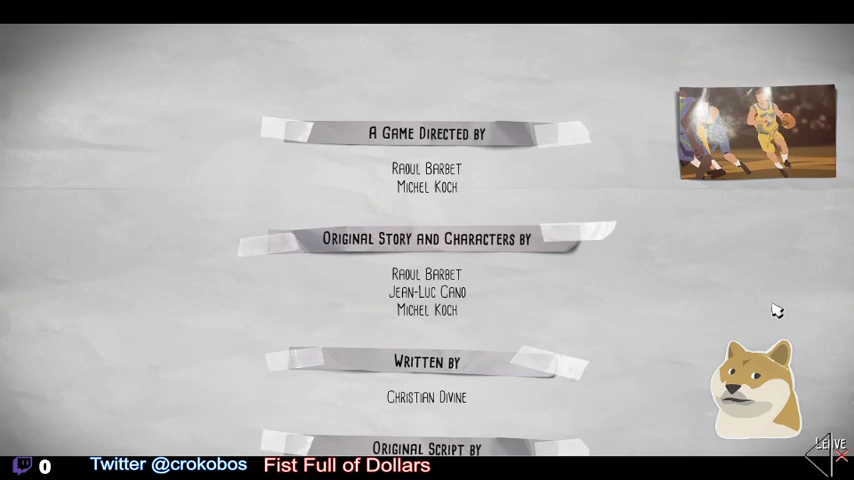 A Game Directed by
Raoul Barbet
Michel Koch
Original Story and Characters by
Raoul Barbet
Jean-Luc Cano
Michel Koch
Written by
Christian Divine
Original Script by
Leave
0 Twitter @crokobos Fist Full of Dollars